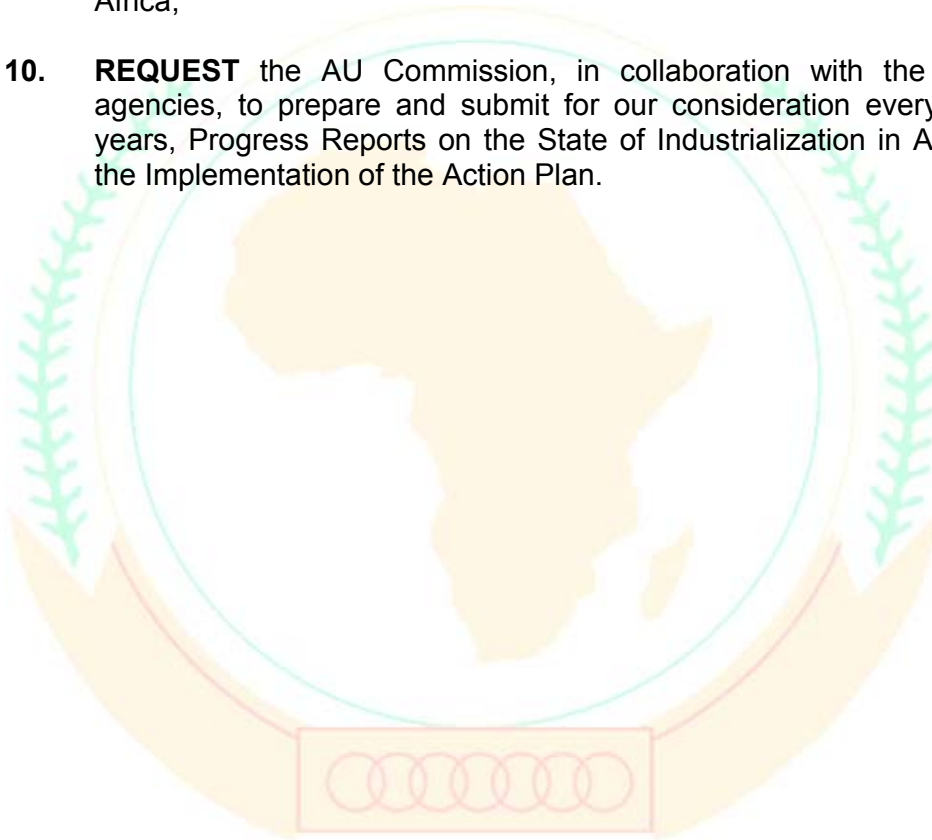 Africa;
10. REQUEST the AU Commission, in collaboration with the
agencies, to prepare and submit for our consideration every
years, Progress Reports on the State of Industrialization in A
the Implementation of the Action Plan.